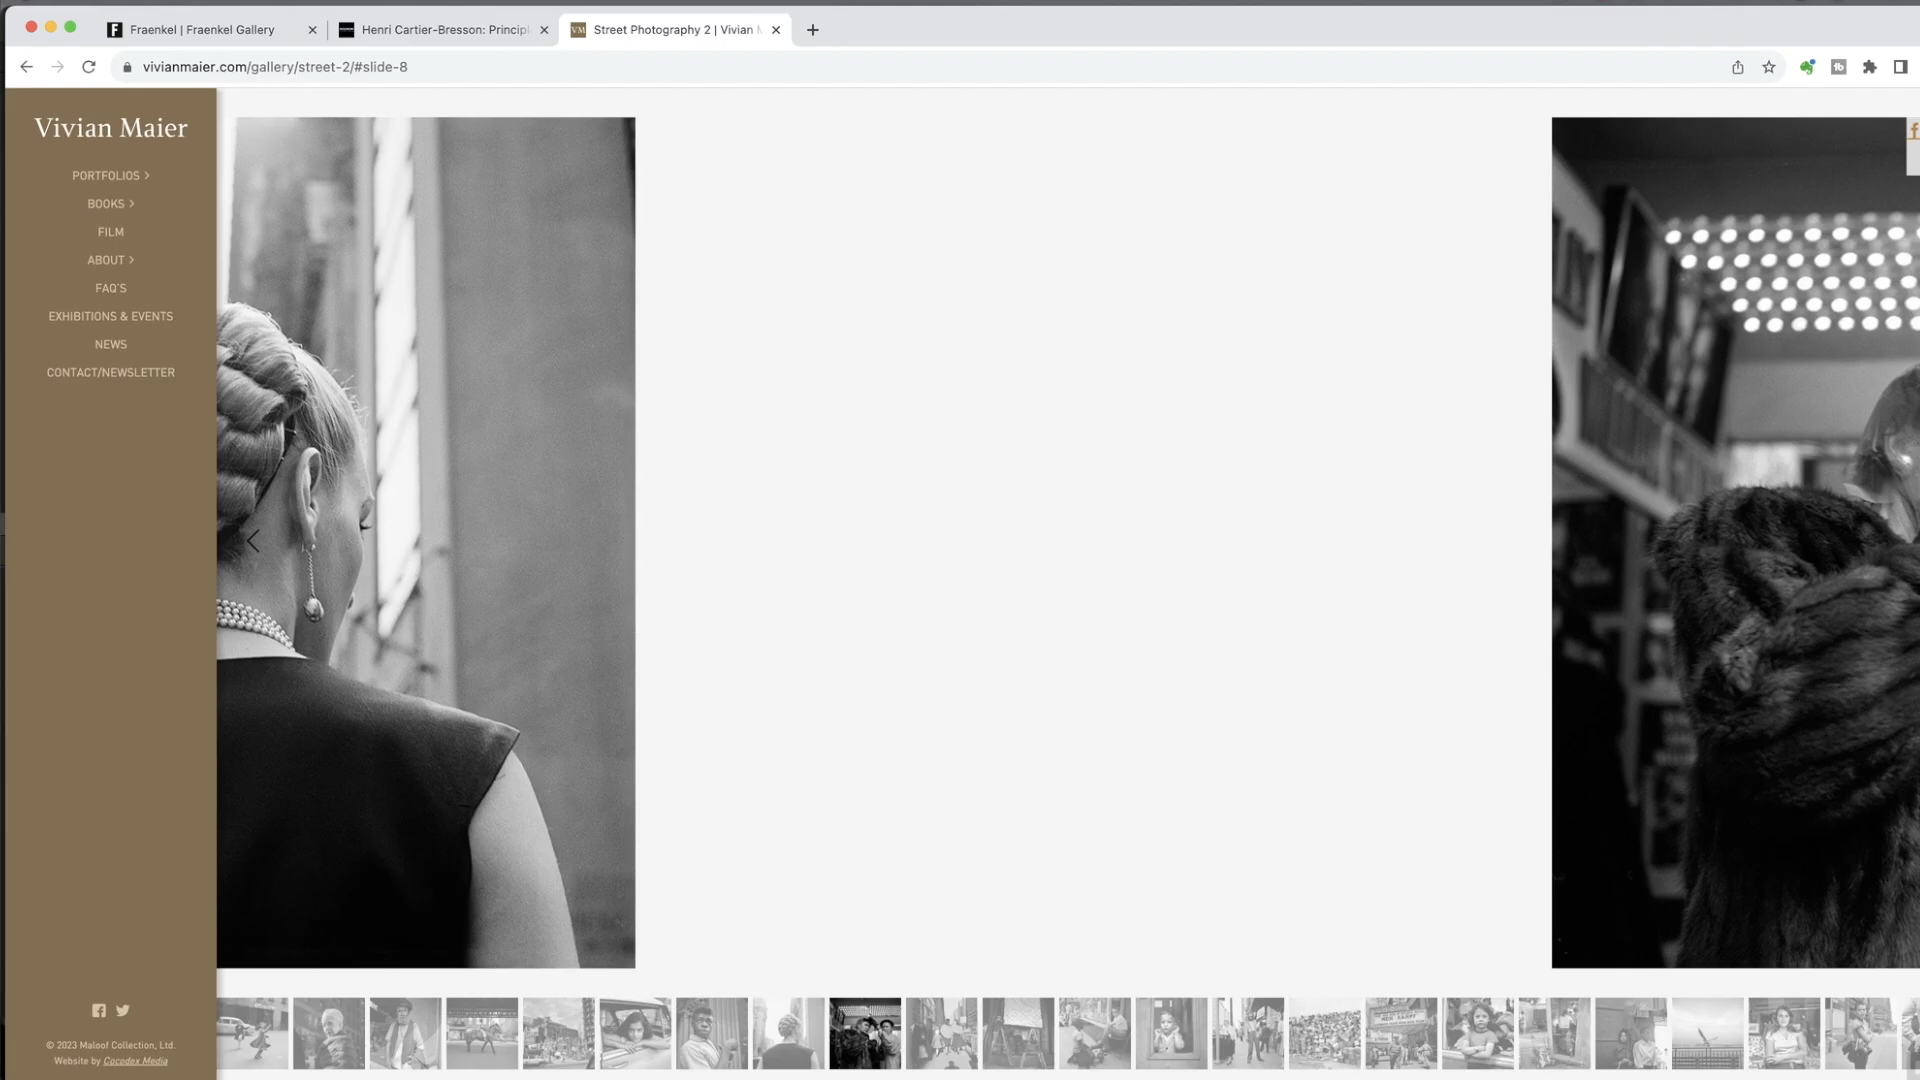 Fraenkel | Fraenkel Gallery
Henri Cartier-Bresson: Princip
Street Photography 2 | Vivian
vivianmaier.com/gallery/street-2/#slide-8
Vivian Maier
PORTFOLIOS >
BOOKS >
FILM
ABOUT >
FAQ'S
EXHIBITIONS & EVENTS
NEWS
CONTACT/NEWSLETTER
© 2023 Maloof Collection, Ltd.
Website by Cocodex Media